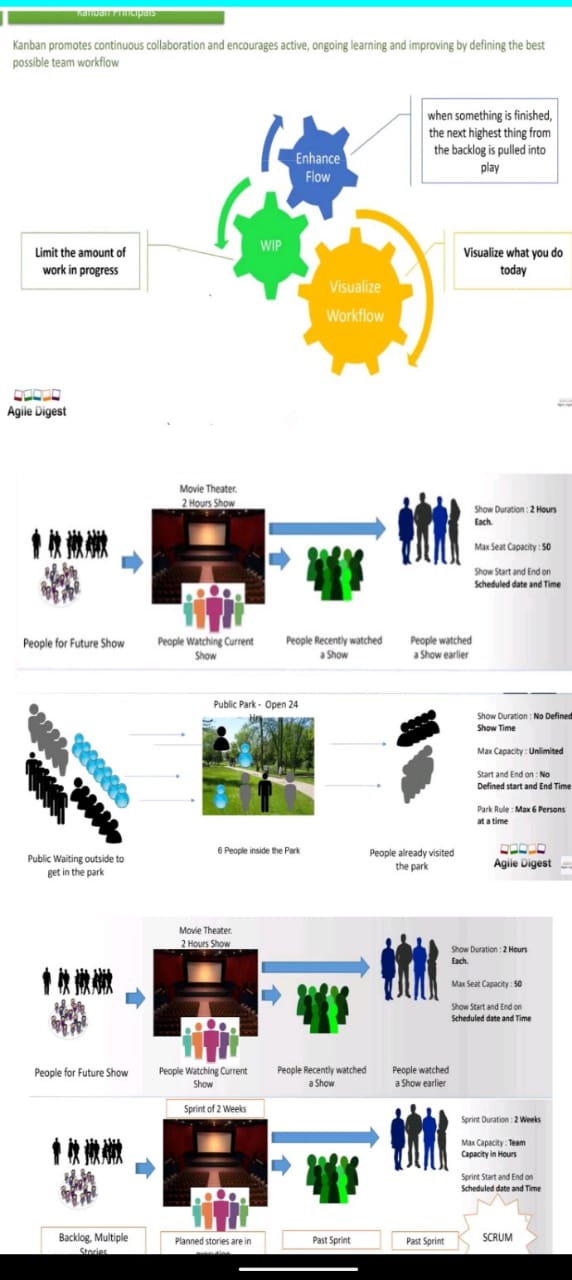 Kanban Principals
Kanban promotes continuous collaboration and encourages active, ongoing learning and improving by defining the best
possible team workflow
when something is finished,
the next highest thing from
the backlog is pulled into
play
Enhance
Flow
WIP
Limit the amount of
work in progress
Visualize
Workflow
Visualize what you do
today
Agile Digest
Movie Theater.
2 Hours Show
Show Duration : 2 Hours
Each.
Max Seat Capacity : 50
Show Start and End on
Scheduled date and Time
People for Future Show
People Watching Current
Show
People Recently watched
a Show
People watched
a Show earlier
Public Park - Open 24
Hrs
Show Duration : No Defined
Show Time
Max Capacity : Unlimited
Start and End on : No
Defined start and End Time
Park Rule : Max 6 Persons
at a time
Public Waiting outside to
get in the park
6 People inside the Park
People already visited
the park
Agile Digest
Movie Theater.
2 Hours Show
Show Duration : 2 Hours
Each.
Max Seat Capacity : 50
Show Start and End on
Scheduled date and Time
People for Future Show
People Watching Current
Show
People Recently watched
a Show
People watched
a Show earlier
Sprint of 2 Weeks
Sprint Duration : 2 Weeks
Max Capacity : Team
Capacity in Hours
Sprint Start and End on
Scheduled date and Time
Backlog, Multiple
Stories
Planned stories are in
Past Sprint
Past Sprint
SCRUM